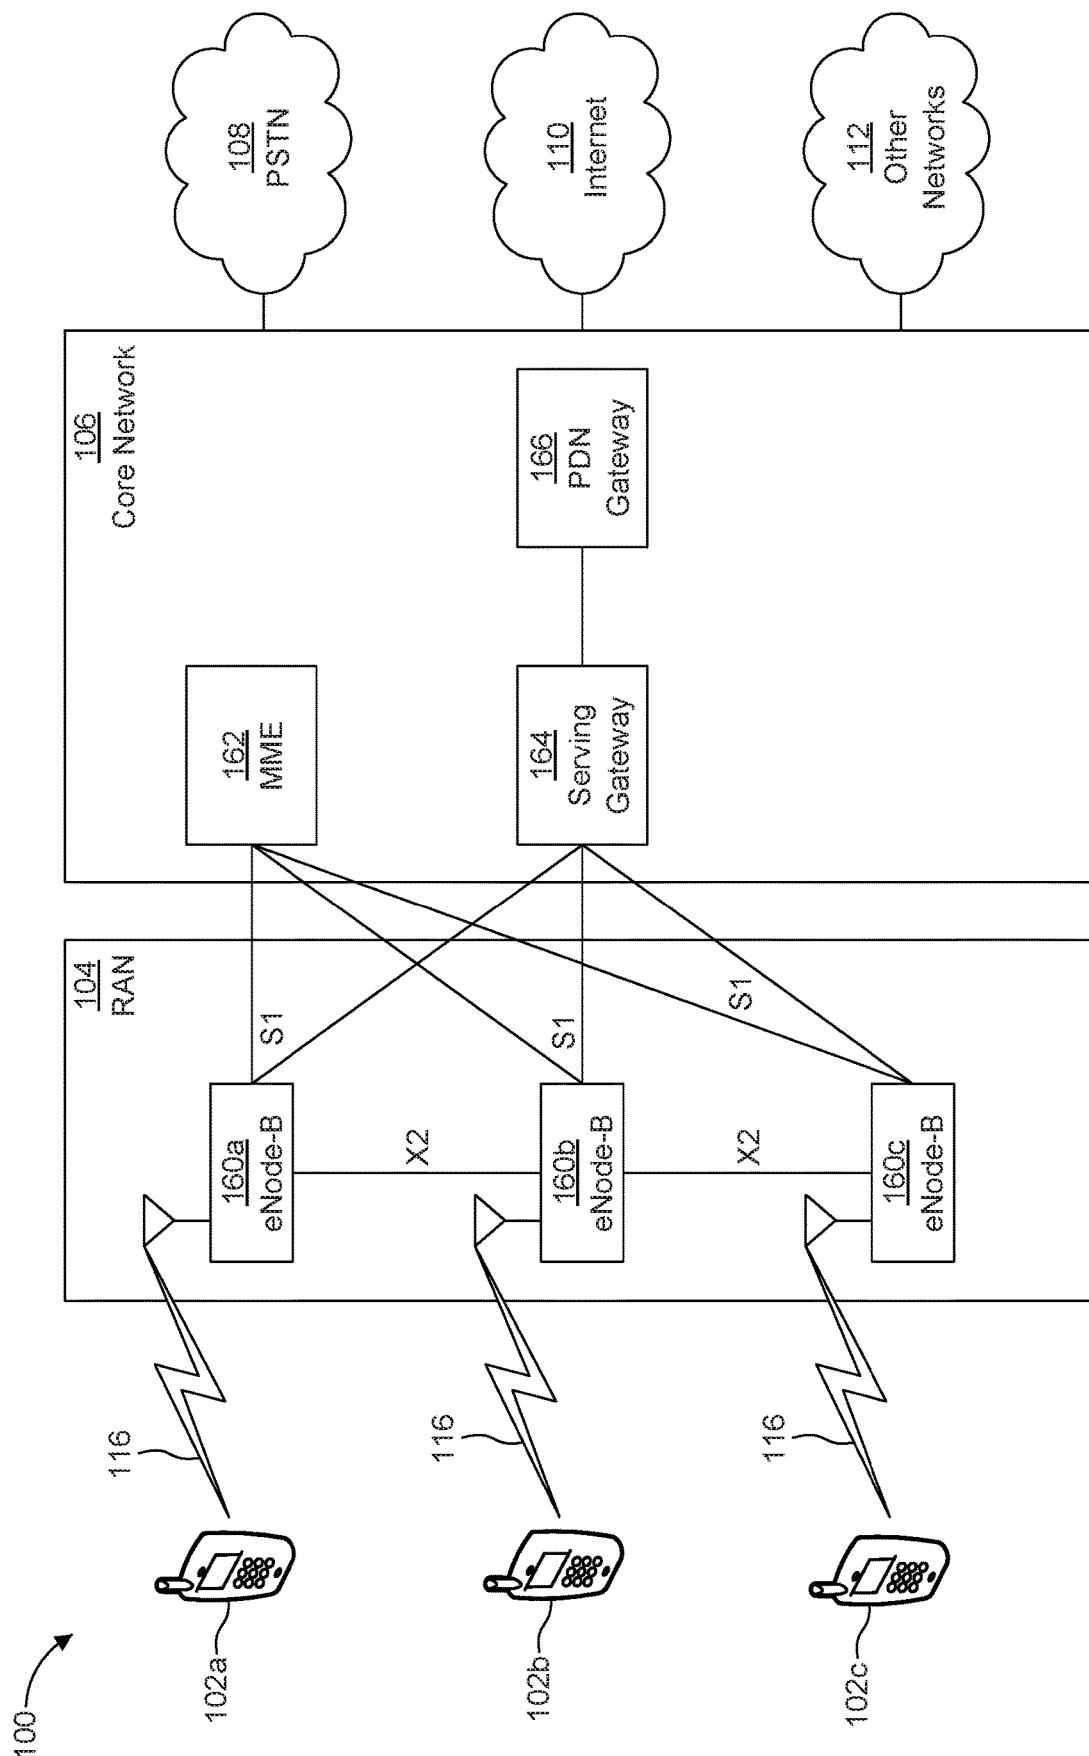 100
102a
102b
102c
116
116
116
104
RAN
160a
eNode-B
160b
eNode-B
160c
eNode-B
X2
X2
S1
S1
S1
106
Core Network
162
MME
164
Serving
Gateway
166
PDN
Gateway
108
PSTN
110
Internet
112
Other
Networks